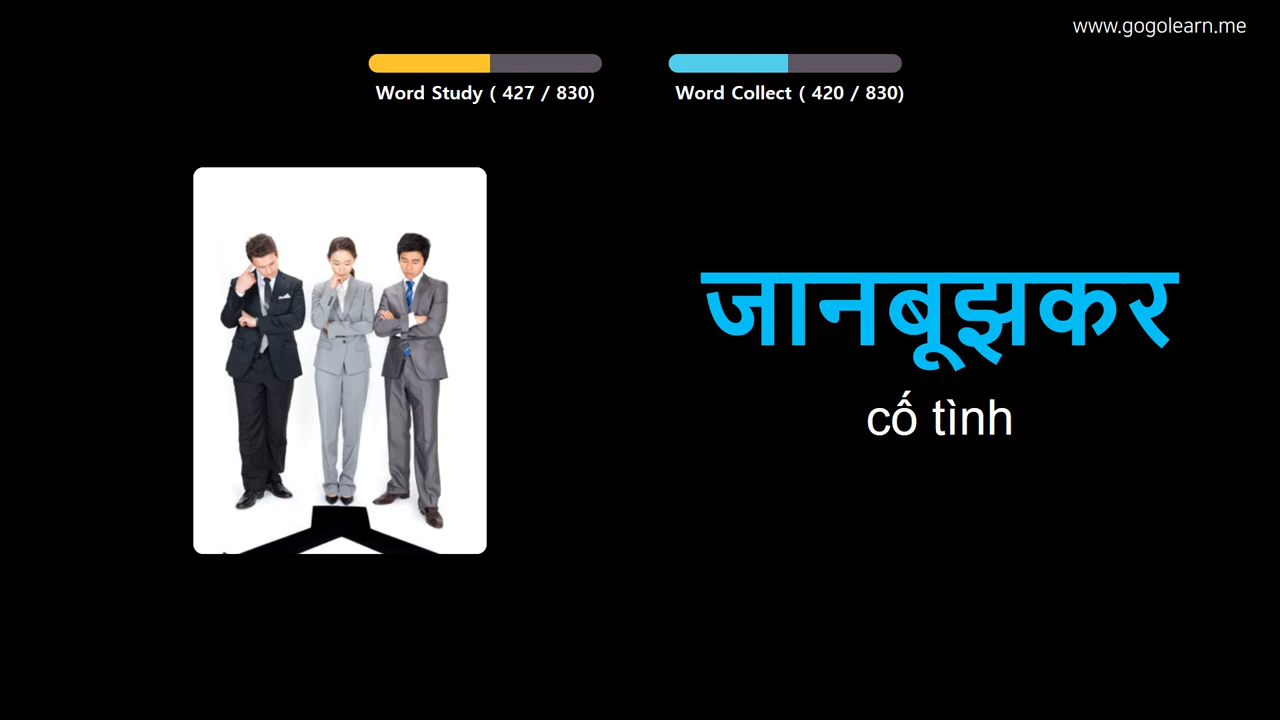 www.gogolearn.me
Word Study ( 427 / 830)
Word Collect ( 420 / 830)
जानबूझकर
cố tình